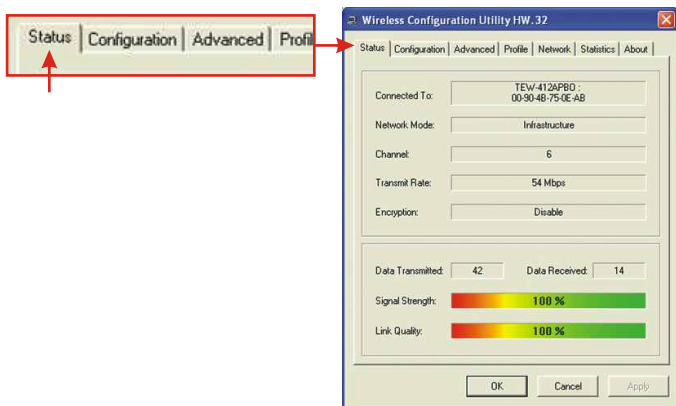 Status Configuration Advanced Profil
Wireless Configuration Utility HW.32
Status Configuration Advanced Profile Network Statistics About
Connected To: TEW-412APBO :
00-90-4B-75-0E-AB
Network Mode: Infrastructure
Channel: 6
Transmit Rate: 54 Mbps
Encryption: Disable
Data Transmitted: 42 Data Received: 14
Signal Strength: 100 %
Link Quality: 100 %
OK Cancel Apply